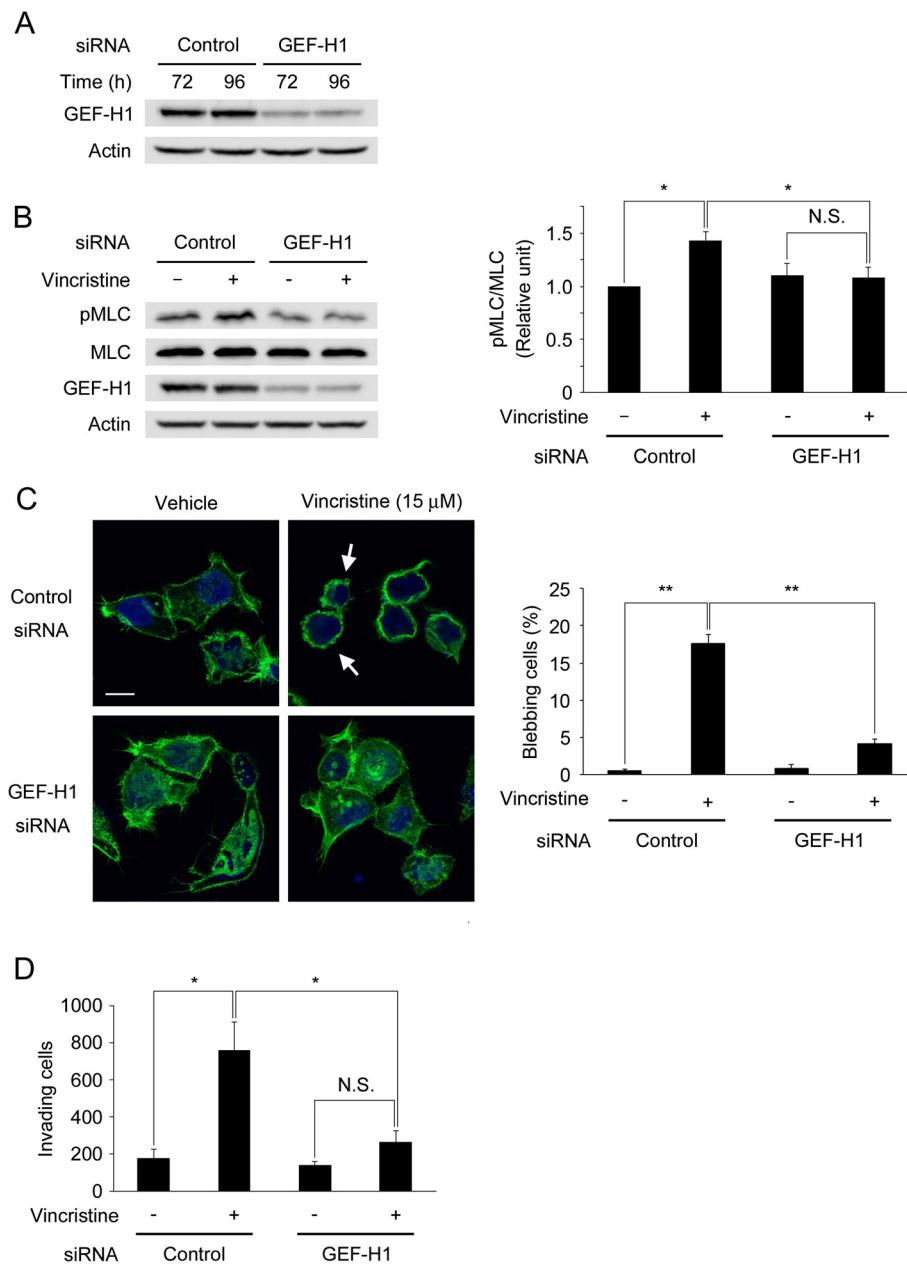 A
siRNA Control GEF-H1
Time (h) 72 96 72 96
GEF-H1
Actin
B
siRNA Control GEF-H1
Vincristine – + - +
pMLC
MLC
GEF-H1
Actin
* *
N.S.
pMLC/MLC
(Relative unit)
1.5
1.0
0.5
0
Vincristine – + - +
siRNA Control GEF-H1
C
Vehicle Vincristine (15 µM)
Control
siRNA
GEF-H1
siRNA
** **
Blebbing cells (%)
25
20
15
10
5
0
Vincristine - + - +
siRNA Control GEF-H1
D
* *
N.S.
Invading cells
1000
800
600
400
200
0
Vincristine - + - +
siRNA Control GEF-H1